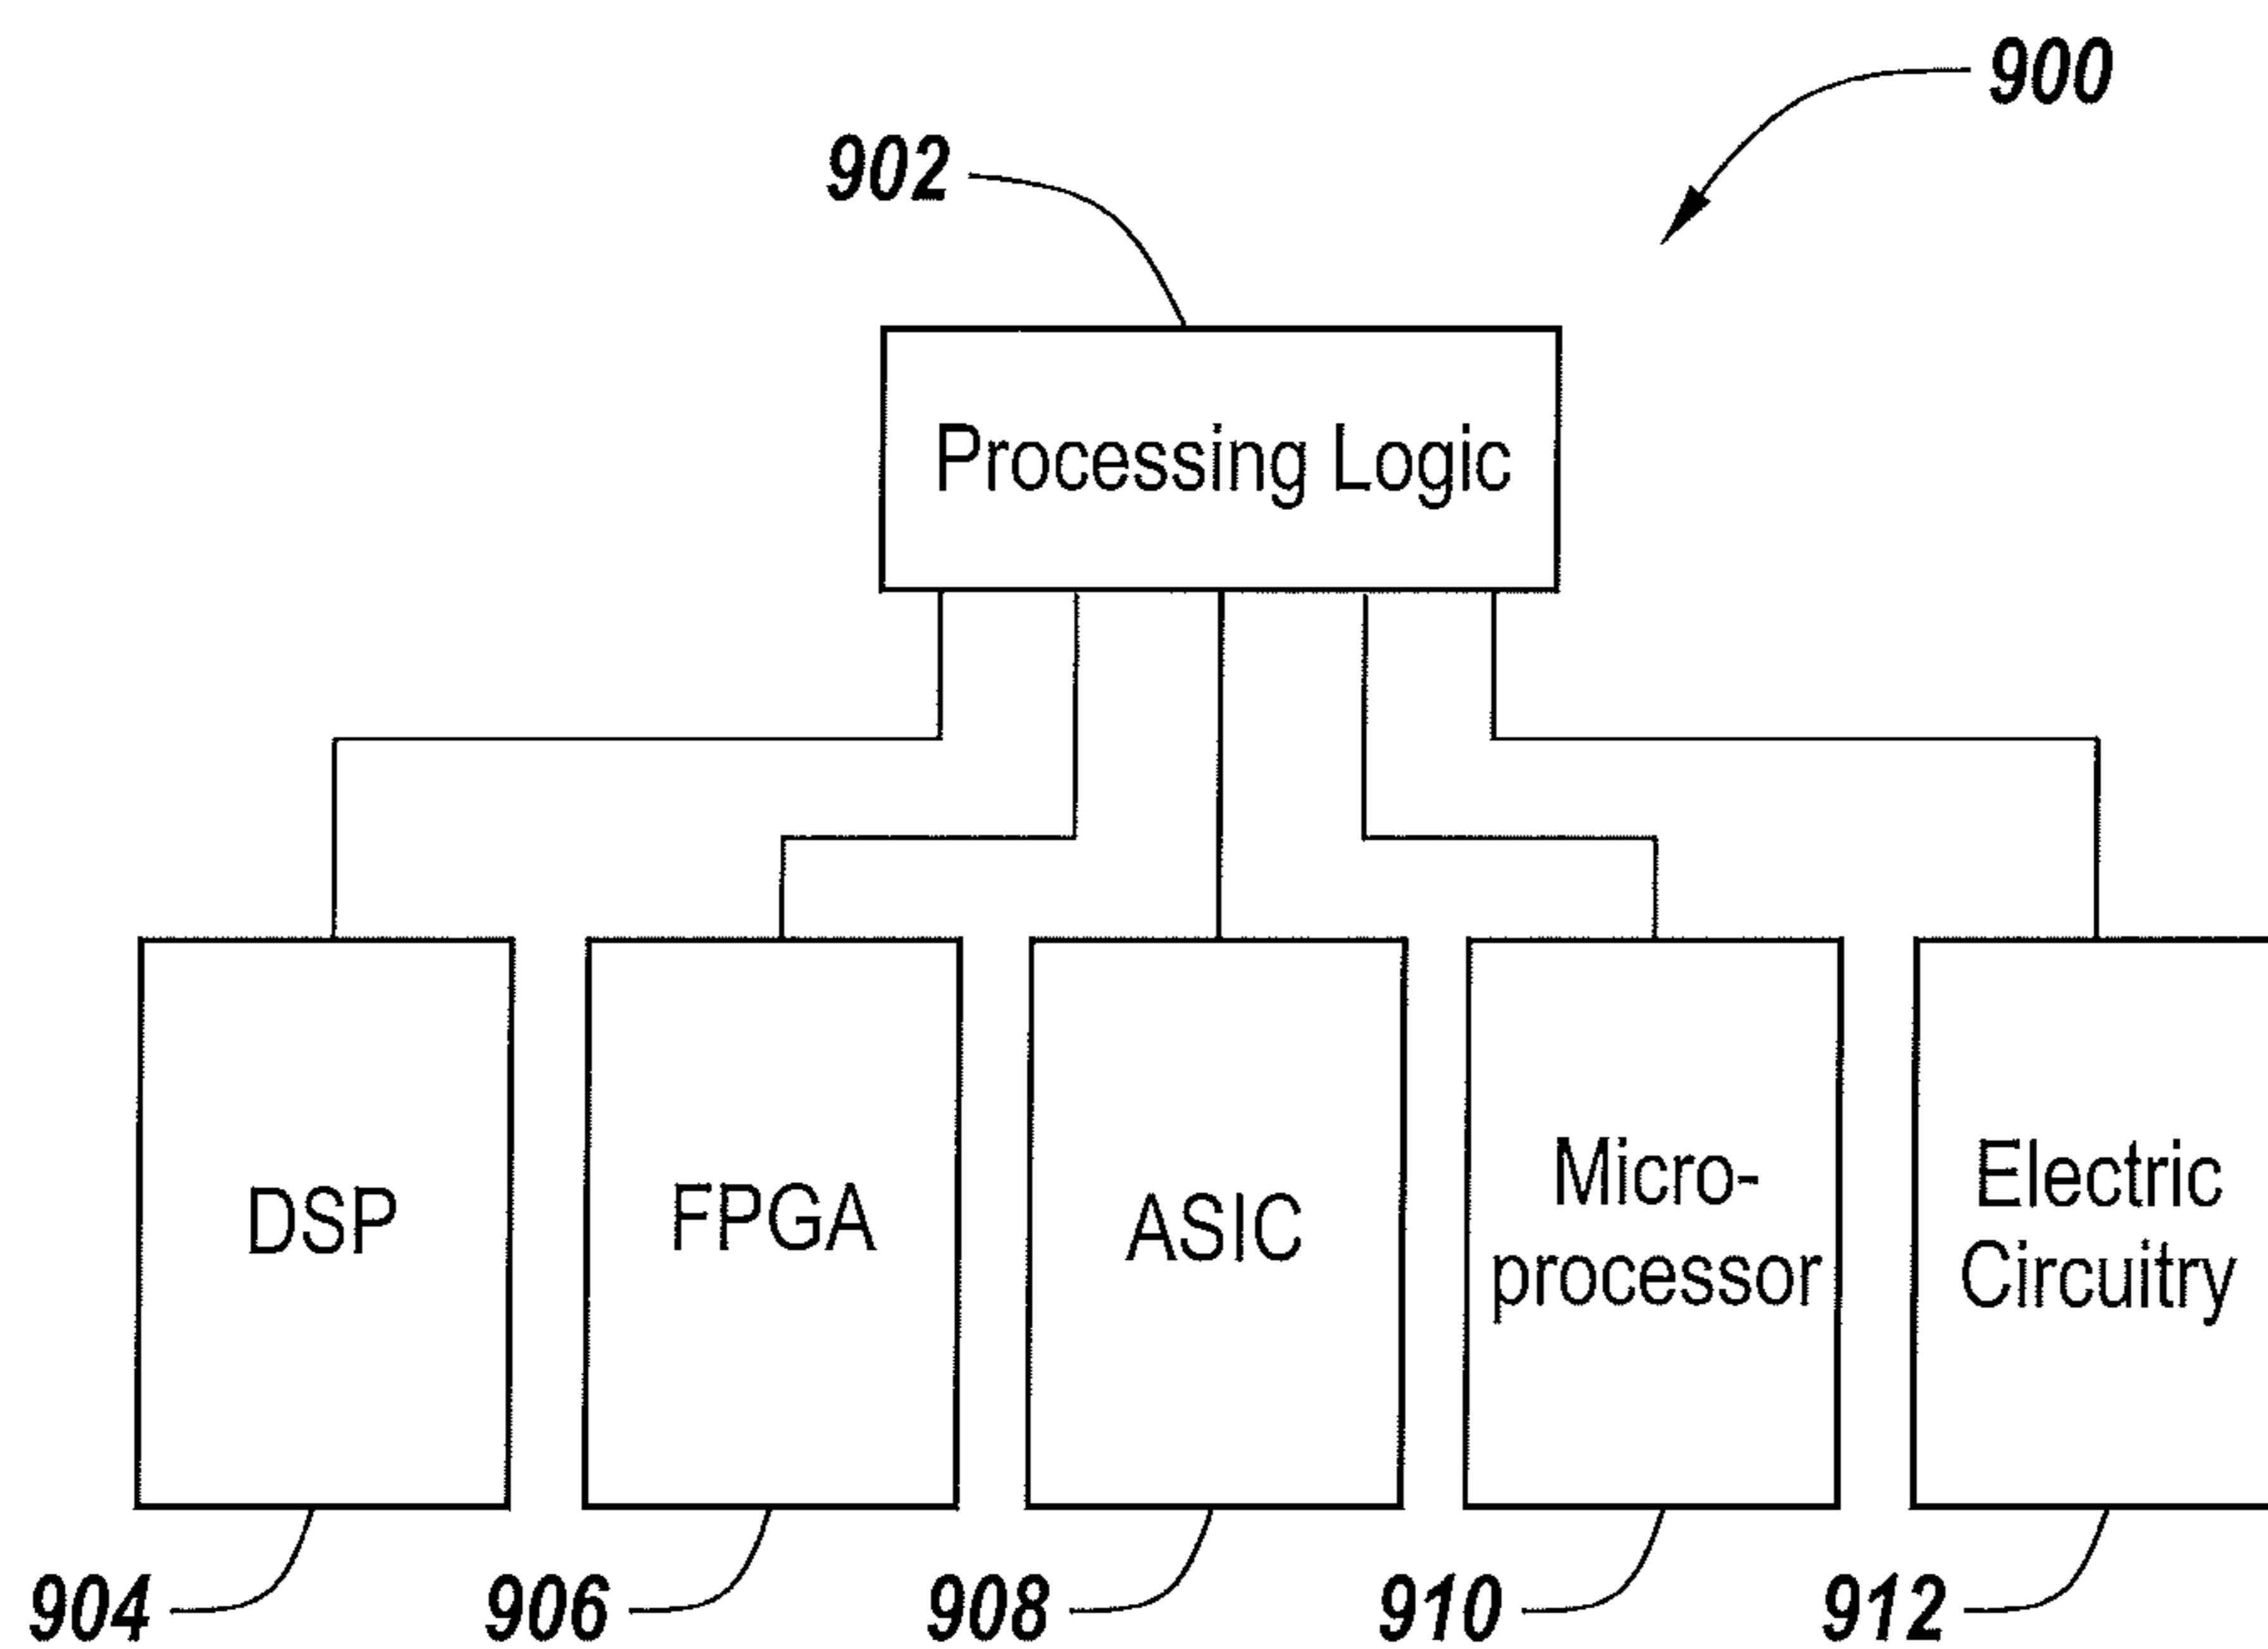 900
902
Processing Logic
DSP
FPGA
ASIC
Micro-
processor
Electric
Circuitry
904
906
908
910
912